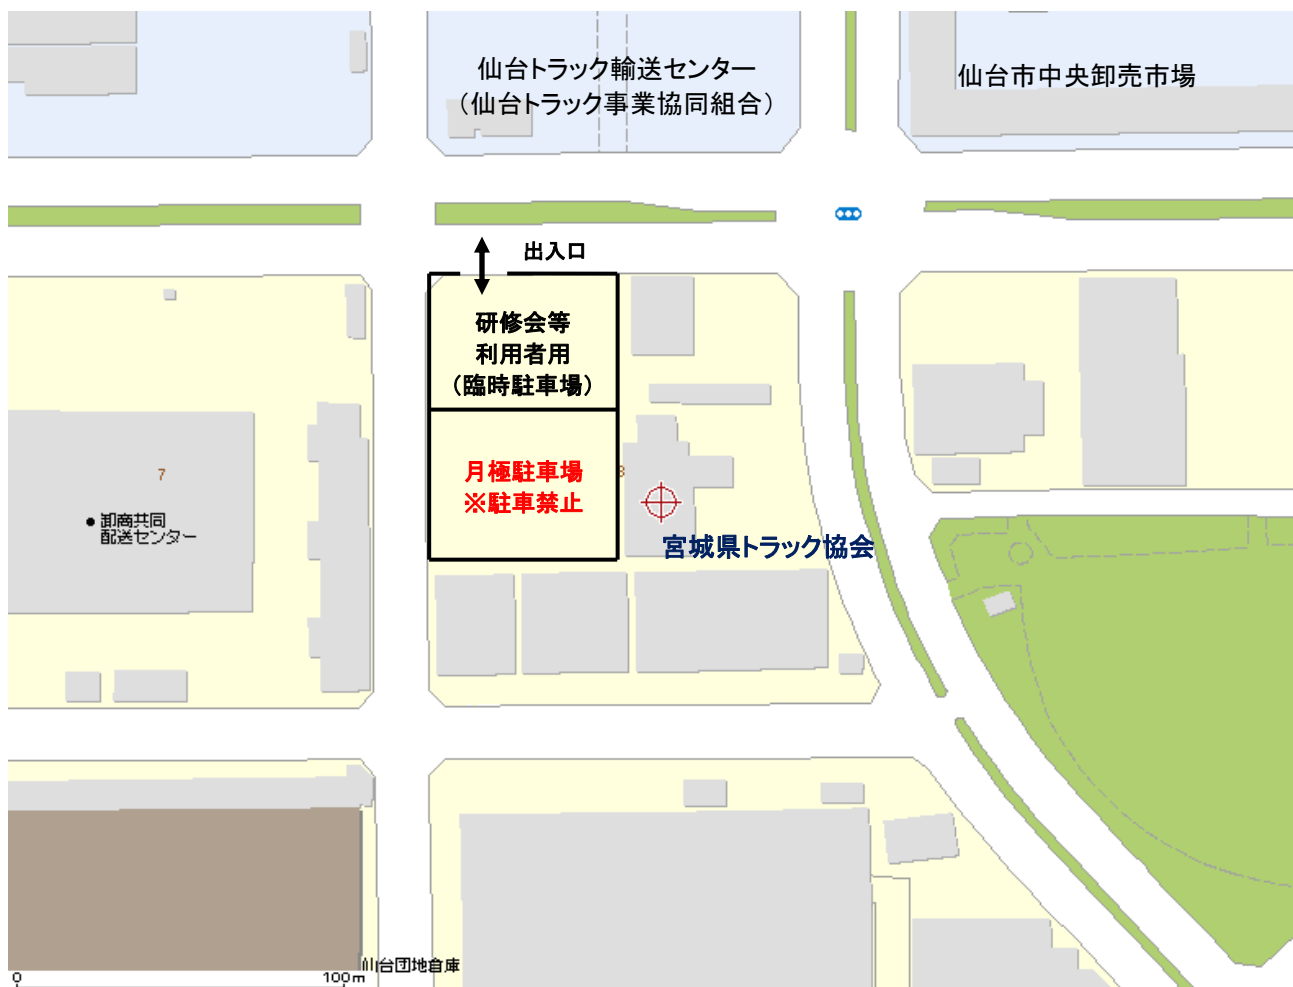 仙台トラック輸送センター
（仙台トラック事業協同組合）
仙台市中央卸売市場
出入口
研修会等
利用者用
（臨時駐車場）
月極駐車場
※駐車禁止
7
卸商共同
配送センター
宮城県トラック協会
仙台団地倉庫
0
100m